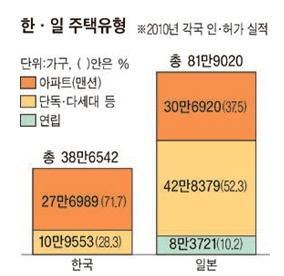 한·일 주택유형 ※2010년 각국 인·허가 실적
단위:가구, ( )안은 %
아파트(맨션)
단독·다세대 등
연립
총 81만9020
30만6920(37.5)
42만8379(52.3)
8만3721(10.2)
총 38만6542
27만6989(71.7)
10만9553(28.3)
한국
일본